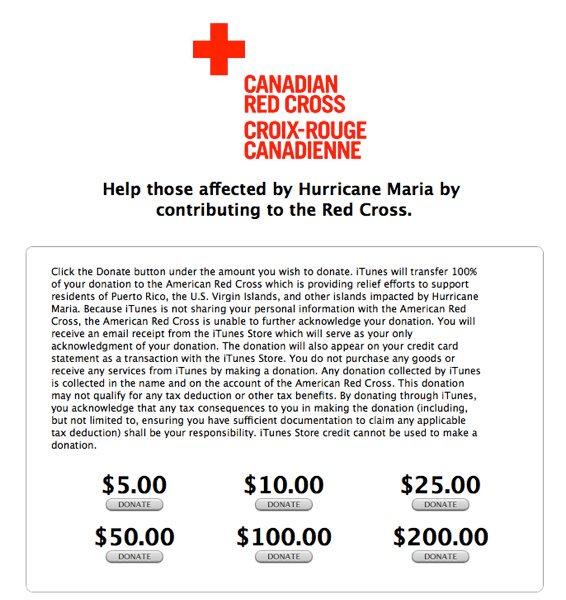 CANADIAN
RED CROSS
CROIX-ROUGE
CANADIENNE
Help those affected by Hurricane Maria by
contributing to the Red Cross.
Click the Donate button under the amount you wish to donate. iTunes will transfer 100%
of your donation to the American Red Cross which is providing relief efforts to support
residents of Puerto Rico, the U.S. Virgin Islands, and other islands impacted by Hurricane
Maria. Because iTunes is not sharing your personal information with the American Red
Cross, the American Red Cross is unable to further acknowledge your donation. You will
receive an email receipt from the iTunes Store which will serve as your only
acknowledgment of your donation. The donation will also appear on your credit card
statement as a transaction with the iTunes Store. You do not purchase any goods or
receive any services from iTunes by making a donation. Any donation collected by iTunes
is collected in the name and on the account of the American Red Cross. This donation
may not qualify for any tax deduction or other tax benefits. By donating through iTunes,
you acknowledge that any tax consequences to you in making the donation (including,
but not limited to, ensuring you have sufficient documentation to claim any applicable
tax deduction) shall be your responsibility. iTunes Store credit cannot be used to make a
donation.
$5.00 $10.00 $25.00
DONATE DONATE DONATE
$50.00 $100.00 $200.00
DONATE DONATE DONATE